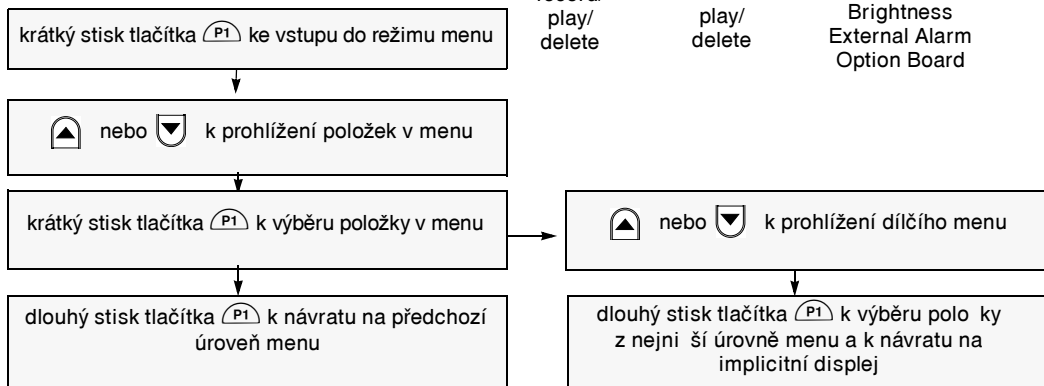 krátký stisk tlačítka P1 ke vstupu do režimu menu
play/
delete
play/
delete
Brightness
External Alarm
Option Board
nebo k prohlížení položek v menu
krátký stisk tlačítka P1 k výběru položky v menu
nebo k prohlížení dílčího menu
dlouhý stisk tlačítka P1 k návratu na předchozí
úroveň menu
dlouhý stisk tlačítka P1 k výběru polo ky
z nejni ší úrovně menu a k návratu na
implicitní displej